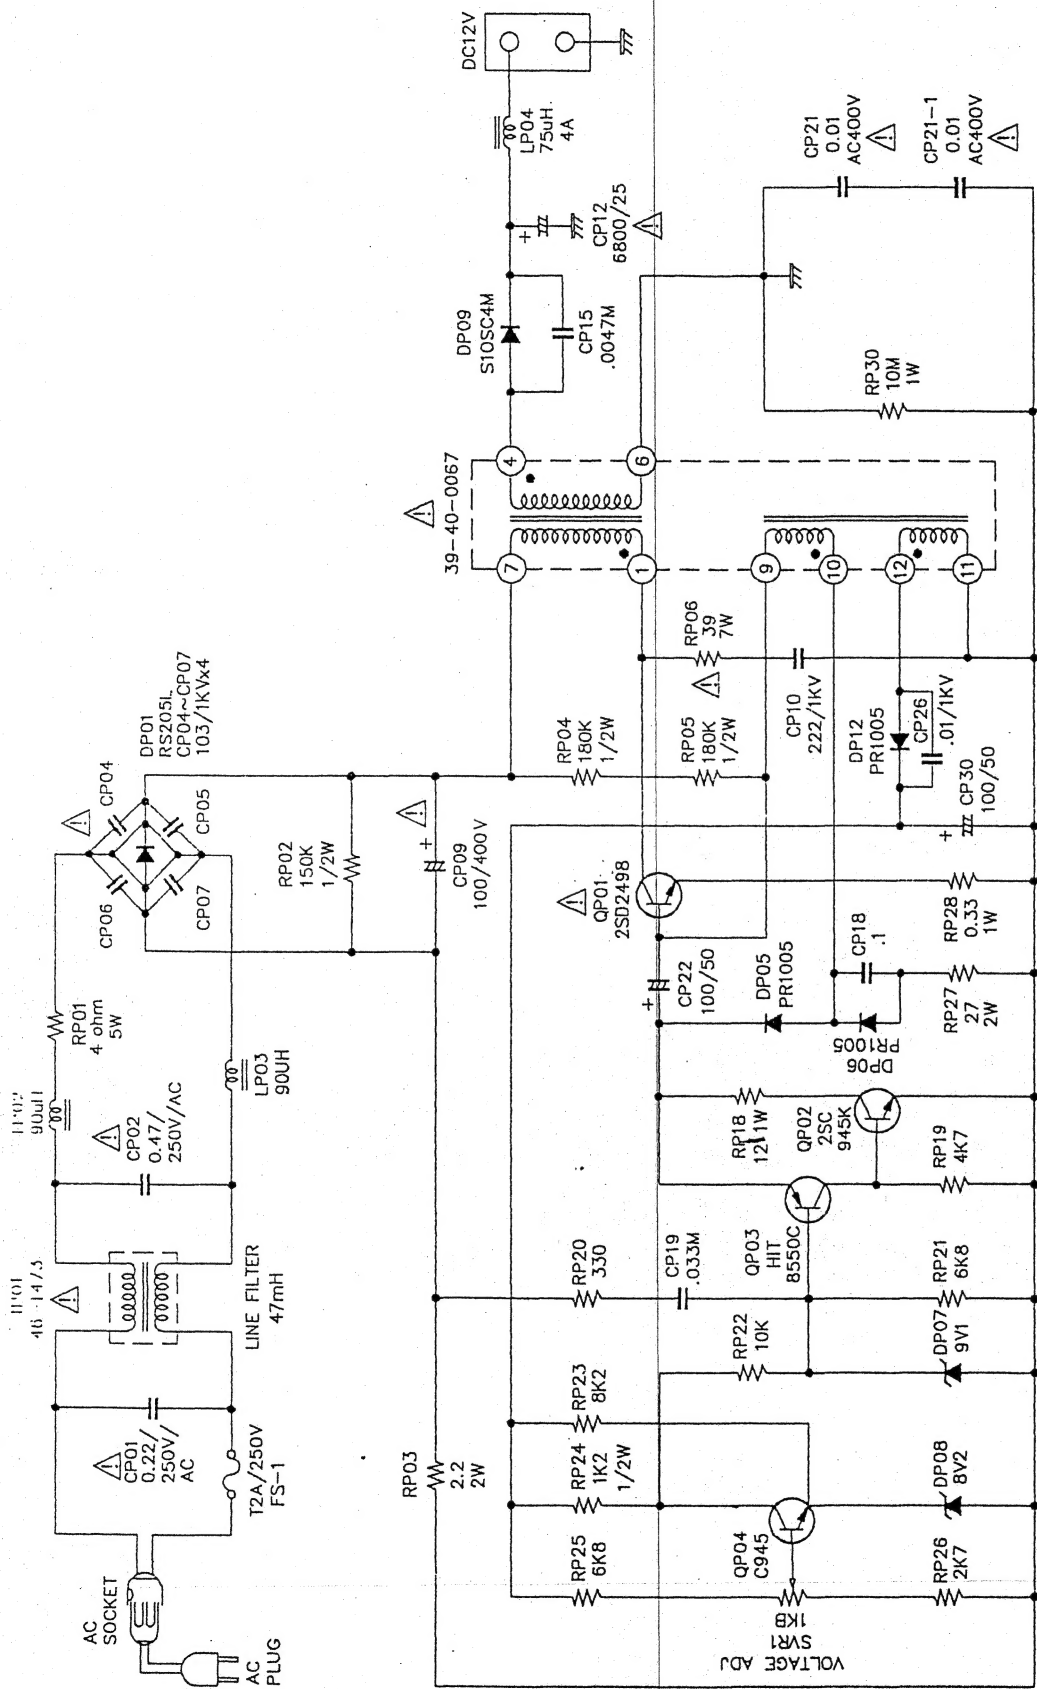 AC
PLUG
AC
SOCKET
T2A/250V
FS-1
CP01
0.22/
250V/
AC
LINE FILTER
47mH
CP02
0.47/
250V/AC
LP03
90UH
RP01
4 ohm
5W
CP06
CP07
CP04
CP05
DP01
RS205L
CP04~CP07
103/1KVx4
RP02
150K
1/2W
CP09
100/400V
+
RP03
2.2
2W
RP04
180K
1/2W
RP05
180K
1/2W
39-40-0067
7
1
9
10
12
11
4
6
DP09
S10SC4M
CP15
.0047M
+
CP12
6800/25
LP04
75uH
4A
DC12V
CP21
0.01
AC400V
CP21-1
0.01
AC400V
RP30
10M
1W
RP06
39
7W
CP10
222/1KV
DP12
PR1005
CP26
.01/1KV
+
CP30
100/50
QP01
2SD2498
RP28
0.33
1W
+
CP22
100/50
DP05
PR1005
CP18
.1
DP06
PR1005
RP27
27
2W
RP18
12 1W
QP02
2SC
945K
RP19
4K7
QP03
HIT
8550C
RP20
330
CP19
.033M
RP21
6K8
RP22
10K
DP07
9V1
RP23
8K2
RP24
1K2
1/2W
DP08
8V2
QP04
C945
RP25
6K8
RP26
2K7
VOLTAGE ADJ
SVR1
1KB